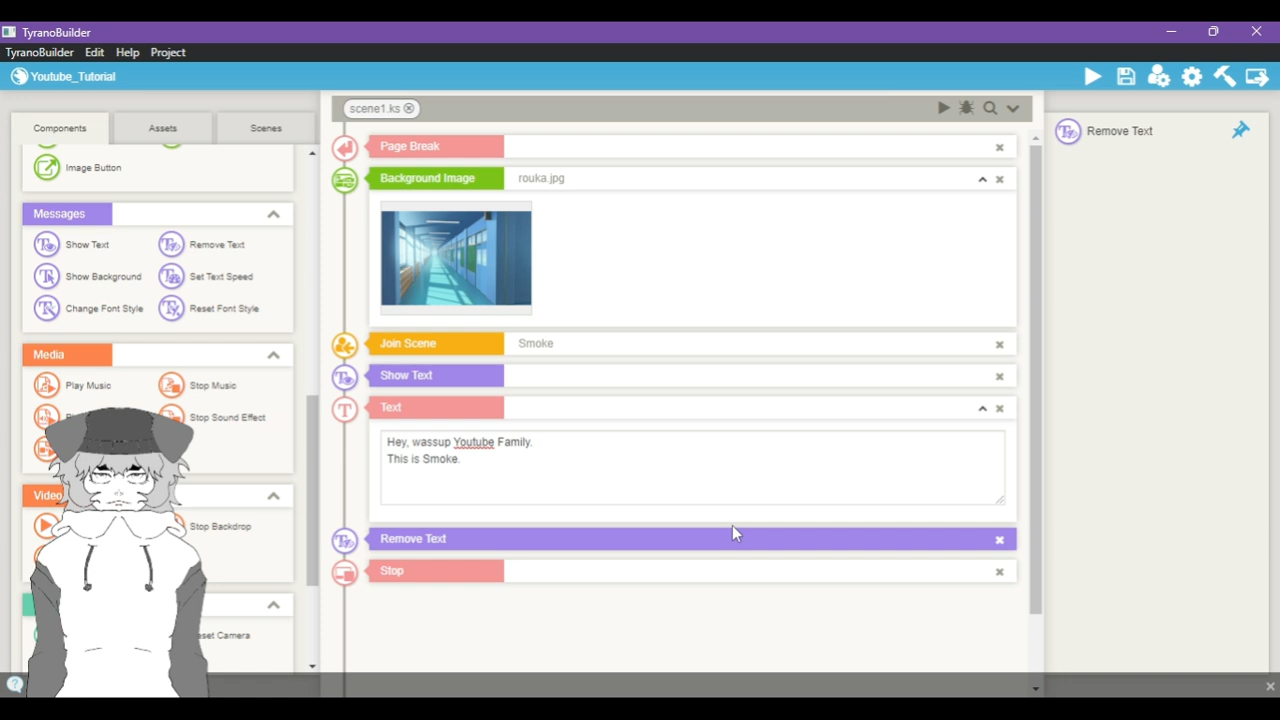 TyranoBuilder
TyranoBuilder Edit Help Project
Youtube_Tutorial
Components Assets Scenes
Image Button
Messages
Show Text Remove Text
Show Background Set Text Speed
Change Font Style Reset Font Style
Media
Play Music Stop Music
Stop Sound Effect
Video
Stop Backdrop
eset Camera
scene1.ks
Page Break
Background Image rouka.jpg
Join Scene Smoke
Show Text
Text
Hey, wassup Youtube Family.
This is Smoke.
Remove Text
Stop
Remove Text